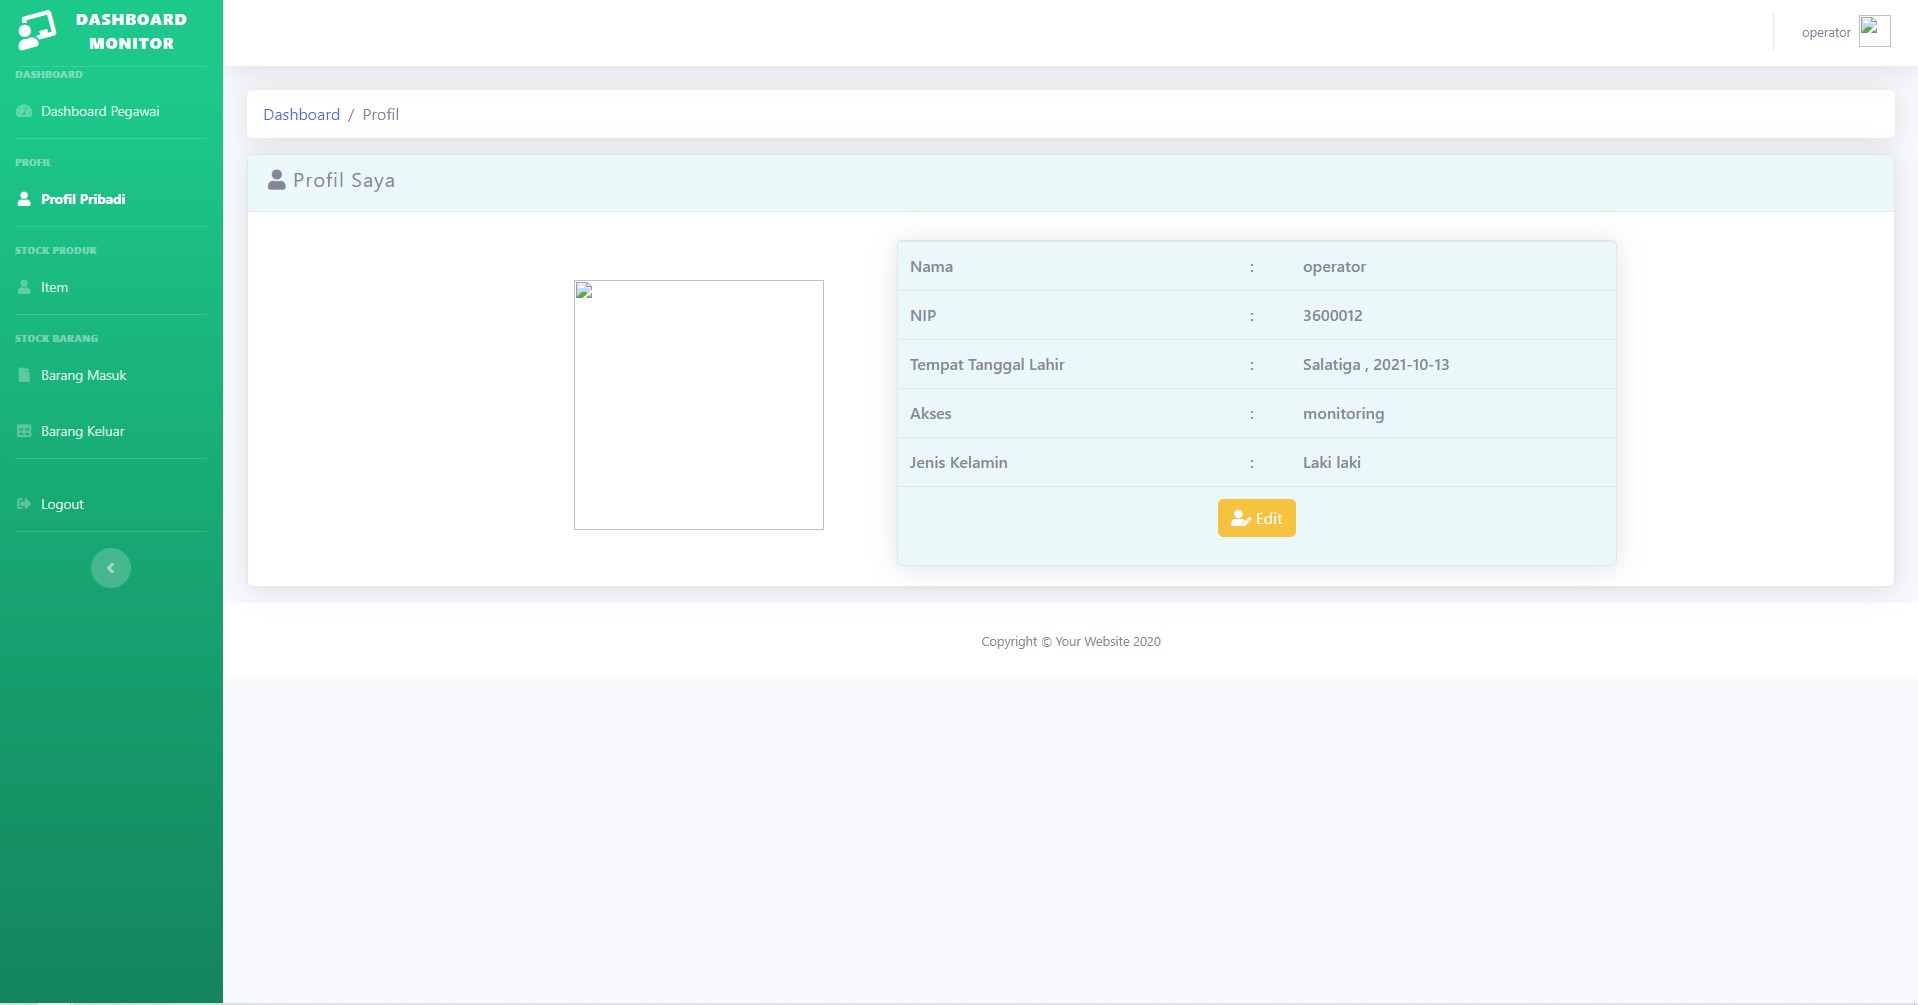 DASHBOARD
MONITOR
operator
DASHBOARD
Dashboard Pegawai
PROFIL
Profil Pribadi
STOCK PRODUK
Item
STOCK BARANG
Barang Masuk
Barang Keluar
Logout
Dashboard / Profil
Profil Saya
Nama : operator
NIP : 3600012
Tempat Tanggal Lahir : Salatiga , 2021-10-13
Akses : monitoring
Jenis Kelamin : Laki laki
Edit
Copyright © Your Website 2020